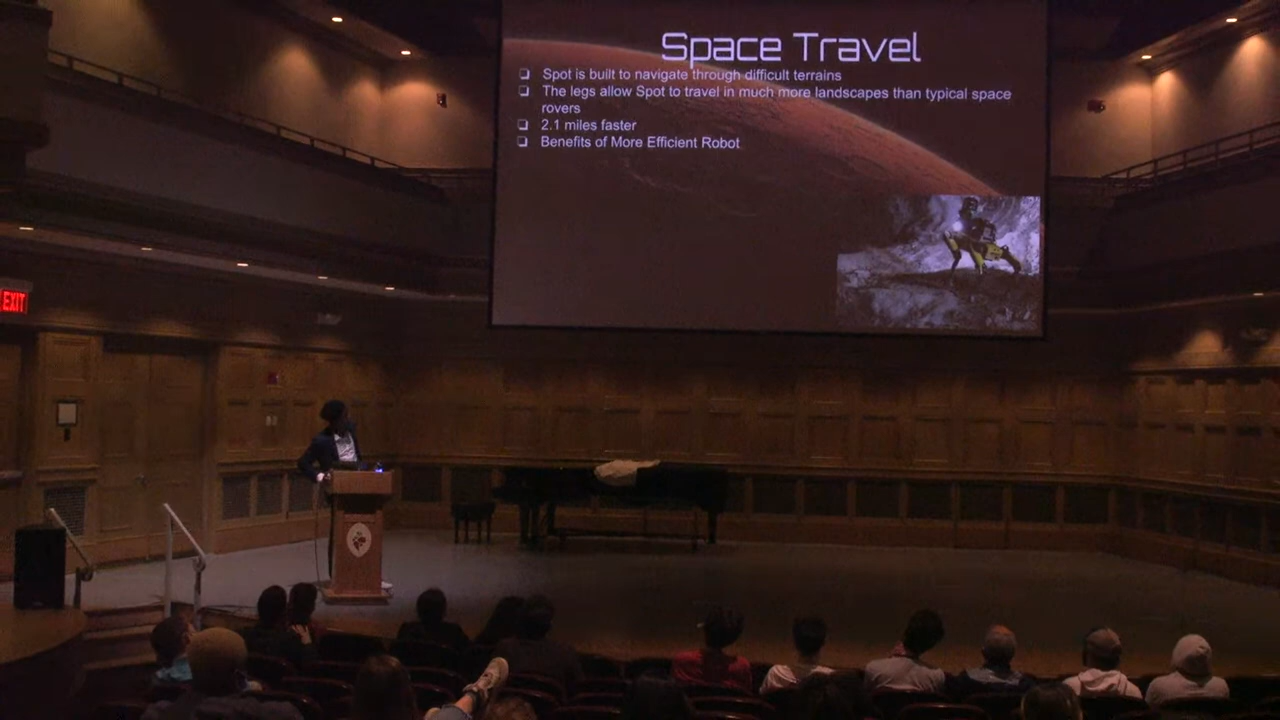 Space Travel
❑ Spot is built to navigate through difficult terrains
❑ The legs allow Spot to travel in much more landscapes than typical space
rovers
❑ 2.1 miles faster
❑ Benefits of More Efficient Robot
EXIT